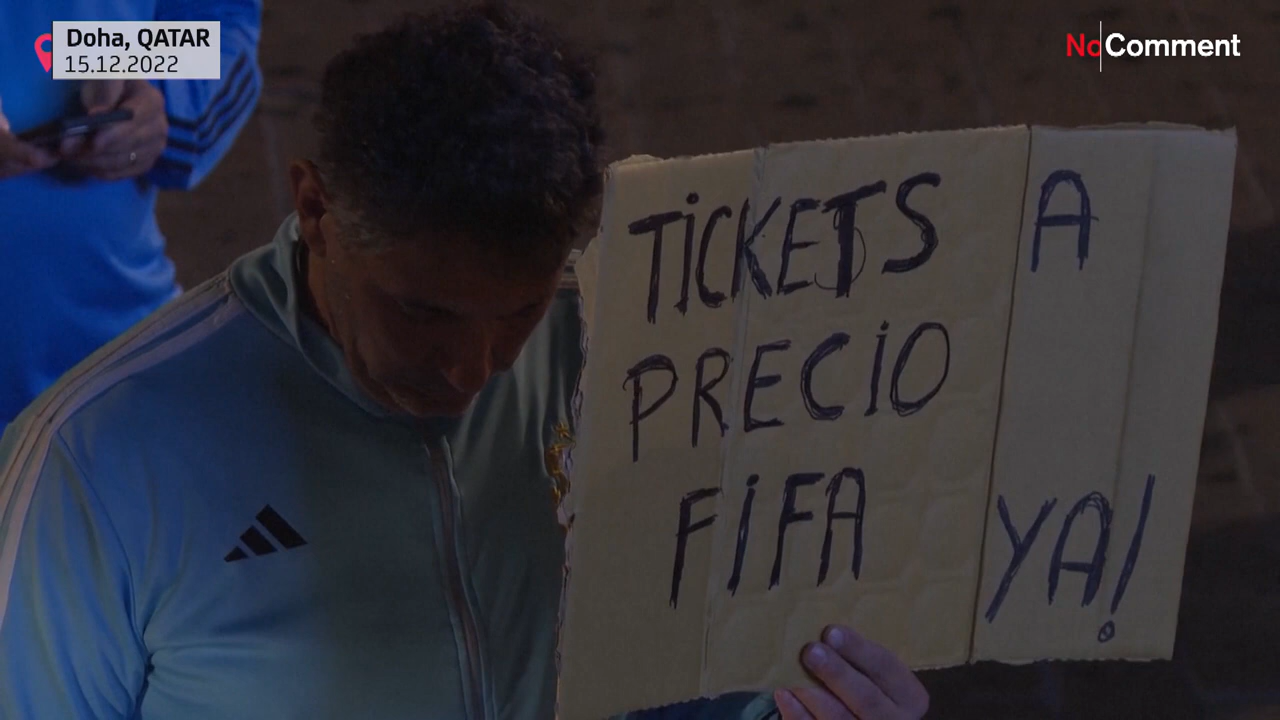 Doha, QATAR
15.12.2022
NoComment
TiCKETS A
PRECiO
FiFA YA!